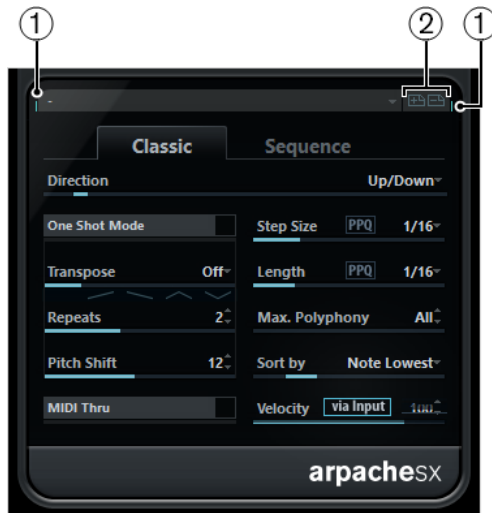 1 2 1
-
Classic Sequence
Direction Up/Down
One Shot Mode Step Size PPQ 1/16
Transpose Off Length PPQ 1/16
Repeats 2 Max. Polyphony All
Pitch Shift 12 Sort by Note Lowest
MIDI Thru Velocity via Input 100
arpachesx